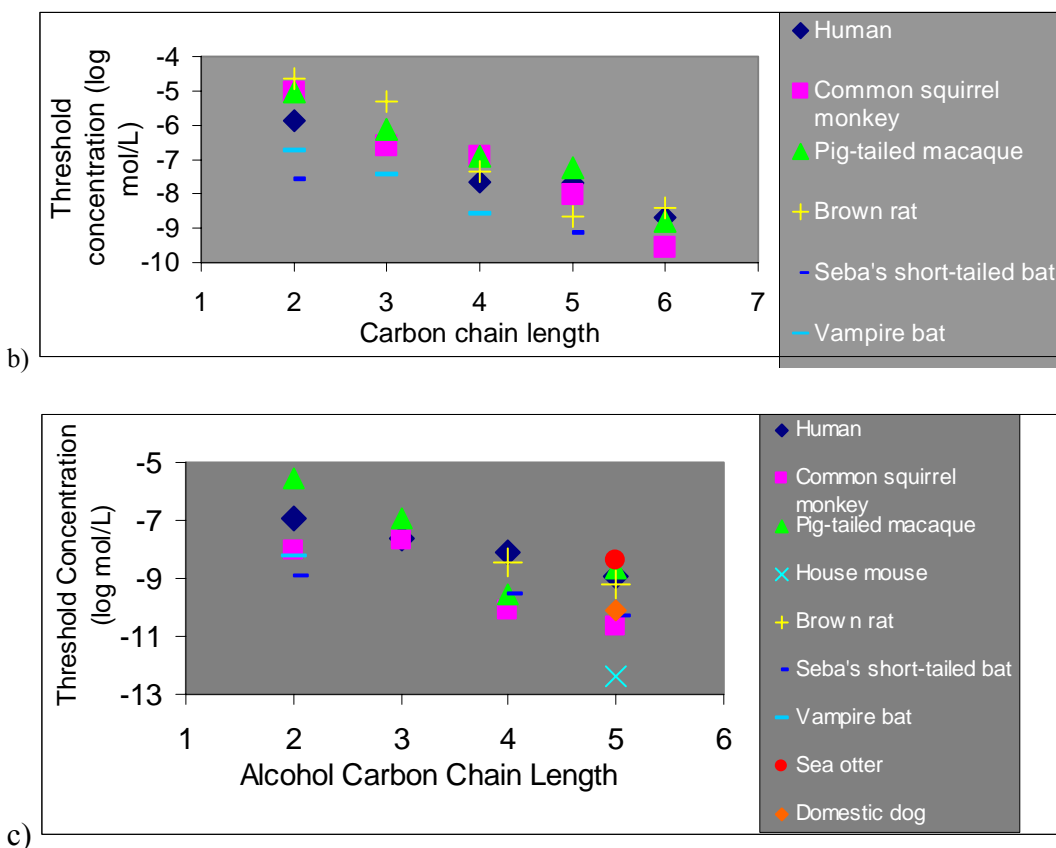 -4
-5
-6
-7
-8
-9
-10
Threshold
concentration (log
mol/L)
1 2 3 4 5 6 7
Carbon chain length
Human
Common squirrel
monkey
Pig-tailed macaque
Brown rat
Seba's short-tailed bat
Vampire bat
b)
-5
-7
-9
-11
-13
Threshold Concentration
(log mol/L)
1 2 3 4 5 6
Alcohol Carbon Chain Length
Human
Common squirrel
monkey
Pig-tailed macaque
House mouse
Brown rat
Seba's short-tailed bat
Vampire bat
Sea otter
Domestic dog
c)